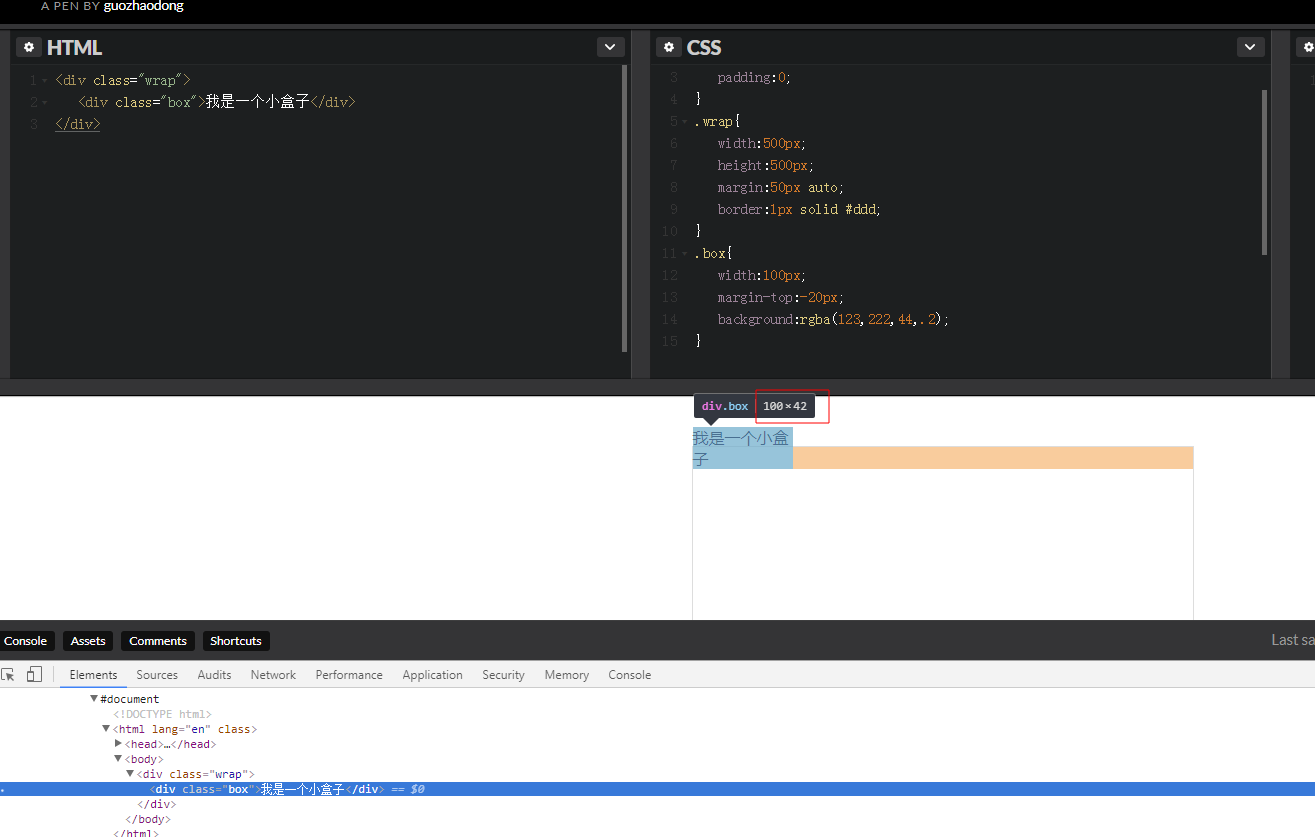 A PEN BY guozhaodong
HTML
1 <div class="wrap">
2 <div class="box">我是一个小盒子</div>
3 </div>
CSS
3 padding:0;
4 }
5 .wrap{
6 width:500px;
7 height:500px;
8 margin:50px auto;
9 border:1px solid #ddd;
10 }
11 .box{
12 width:100px;
13 margin-top:-20px;
14 background:rgba(123,222,44,.2);
15 }
div.box 100×42
我是一个小盒
子
Console Assets Comments Shortcuts Last sa
Elements Sources Audits Network Performance Application Security Memory Console
▼#document
<!DOCTYPE html>
▼<html lang="en" class>
▶<head>…</head>
▼<body>
▼<div class="wrap">
<div class="box">我是一个小盒子</div> == $0
</div>
</body>
</html>